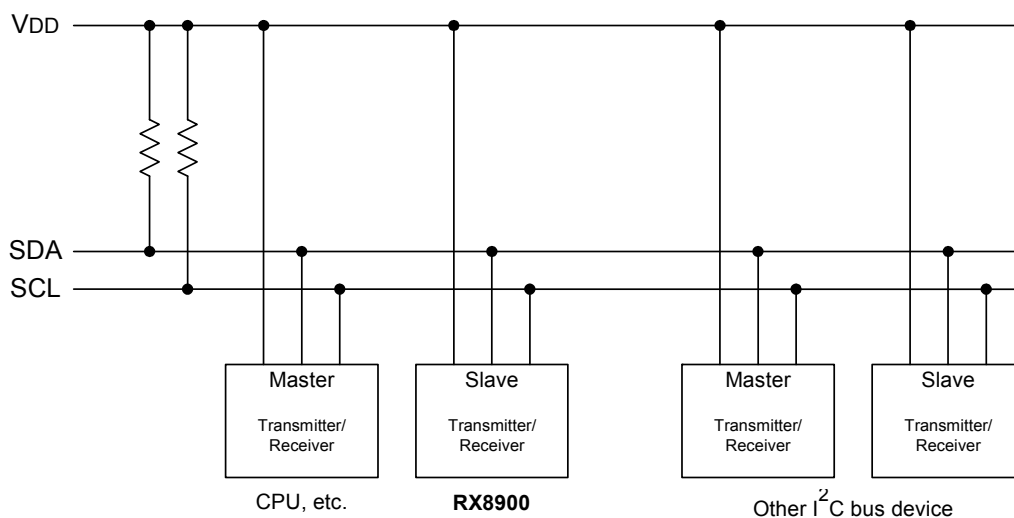 VDD
SDA
SCL
Master
Transmitter/
Receiver
Slave
Transmitter/
Receiver
Master
Transmitter/
Receiver
Slave
Transmitter/
Receiver
CPU, etc.
RX8900
Other I²C bus device